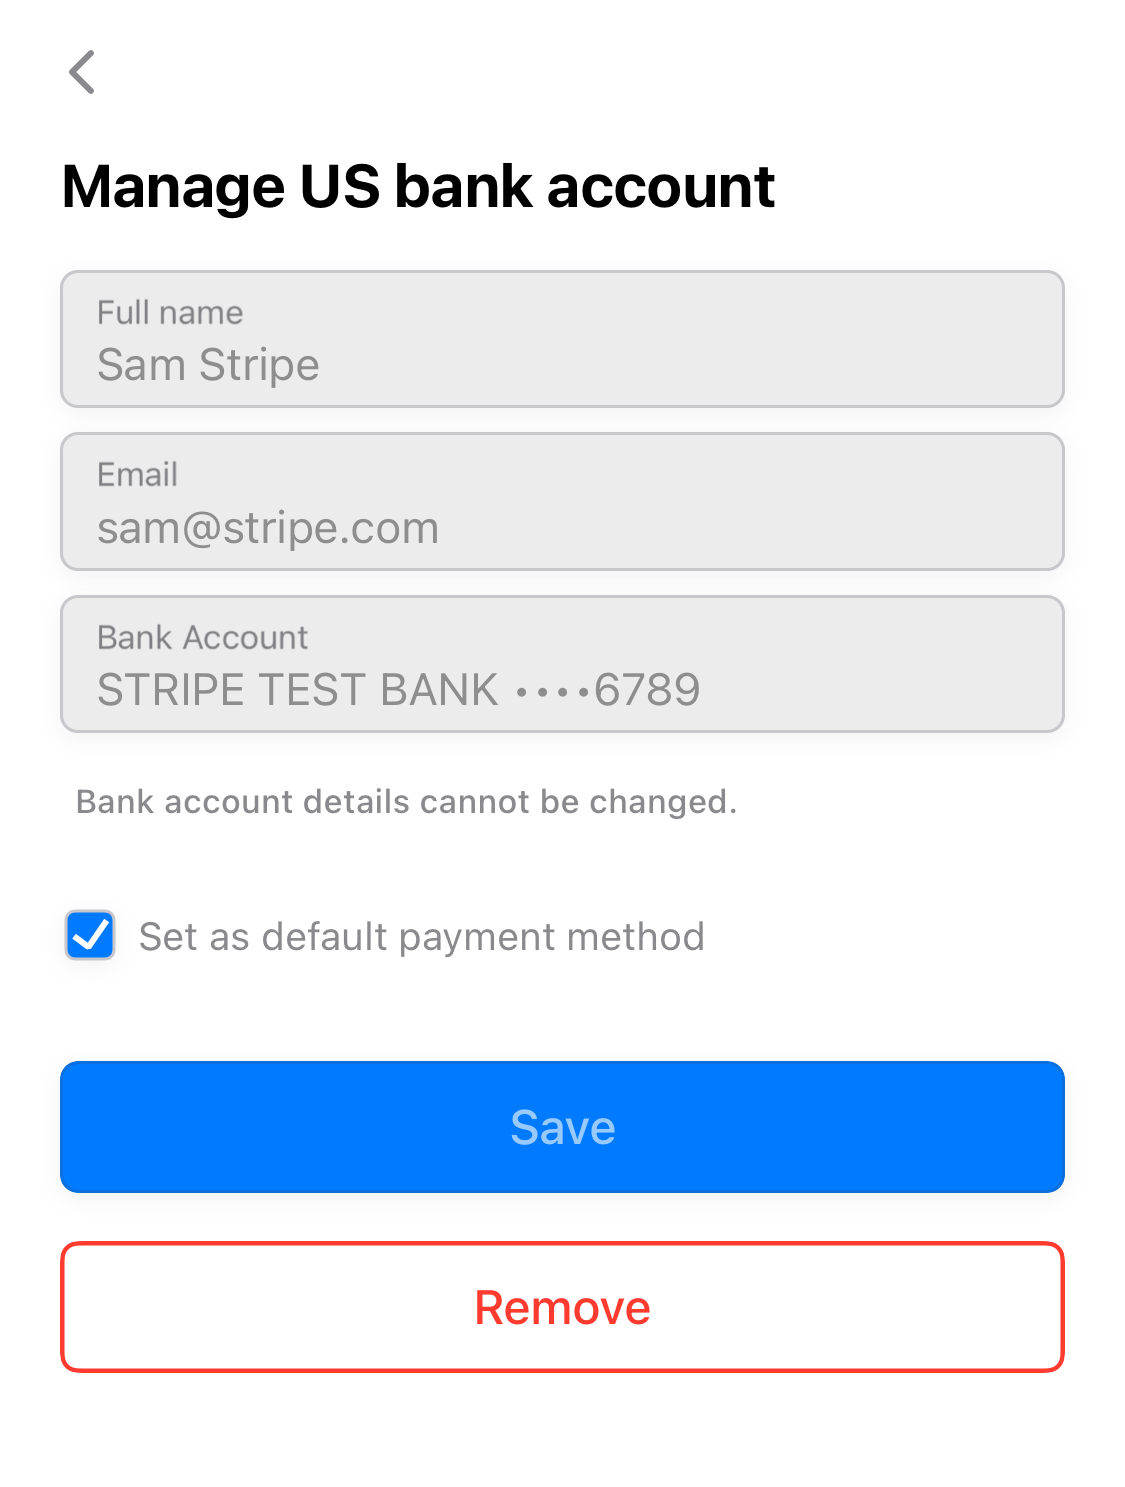 Manage US bank account
Full name
Sam Stripe
Email
sam@stripe.com
Bank Account
STRIPE TEST BANK ••••6789
Bank account details cannot be changed.
Set as default payment method
Save
Remove